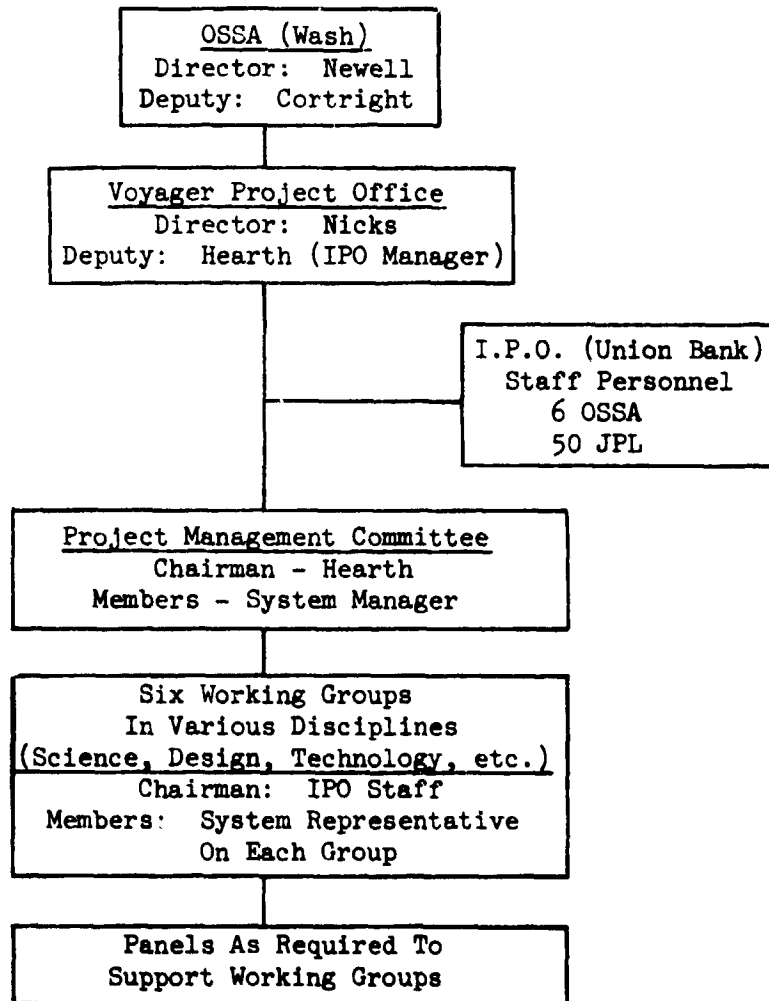 OSSA (Wash)
Director: Newell
Deputy: Cortright
Voyager Project Office
Director: Nicks
Deputy: Hearth (IPO Manager)
I.P.O. (Union Bank)
Staff Personnel
6 OSSA
50 JPL
Project Management Committee
Chairman - Hearth
Members - System Manager
Six Working Groups
In Various Disciplines
(Science, Design, Technology, etc.)
Chairman: IPO Staff
Members: System Representative
On Each Group
Panels As Required To
Support Working Groups